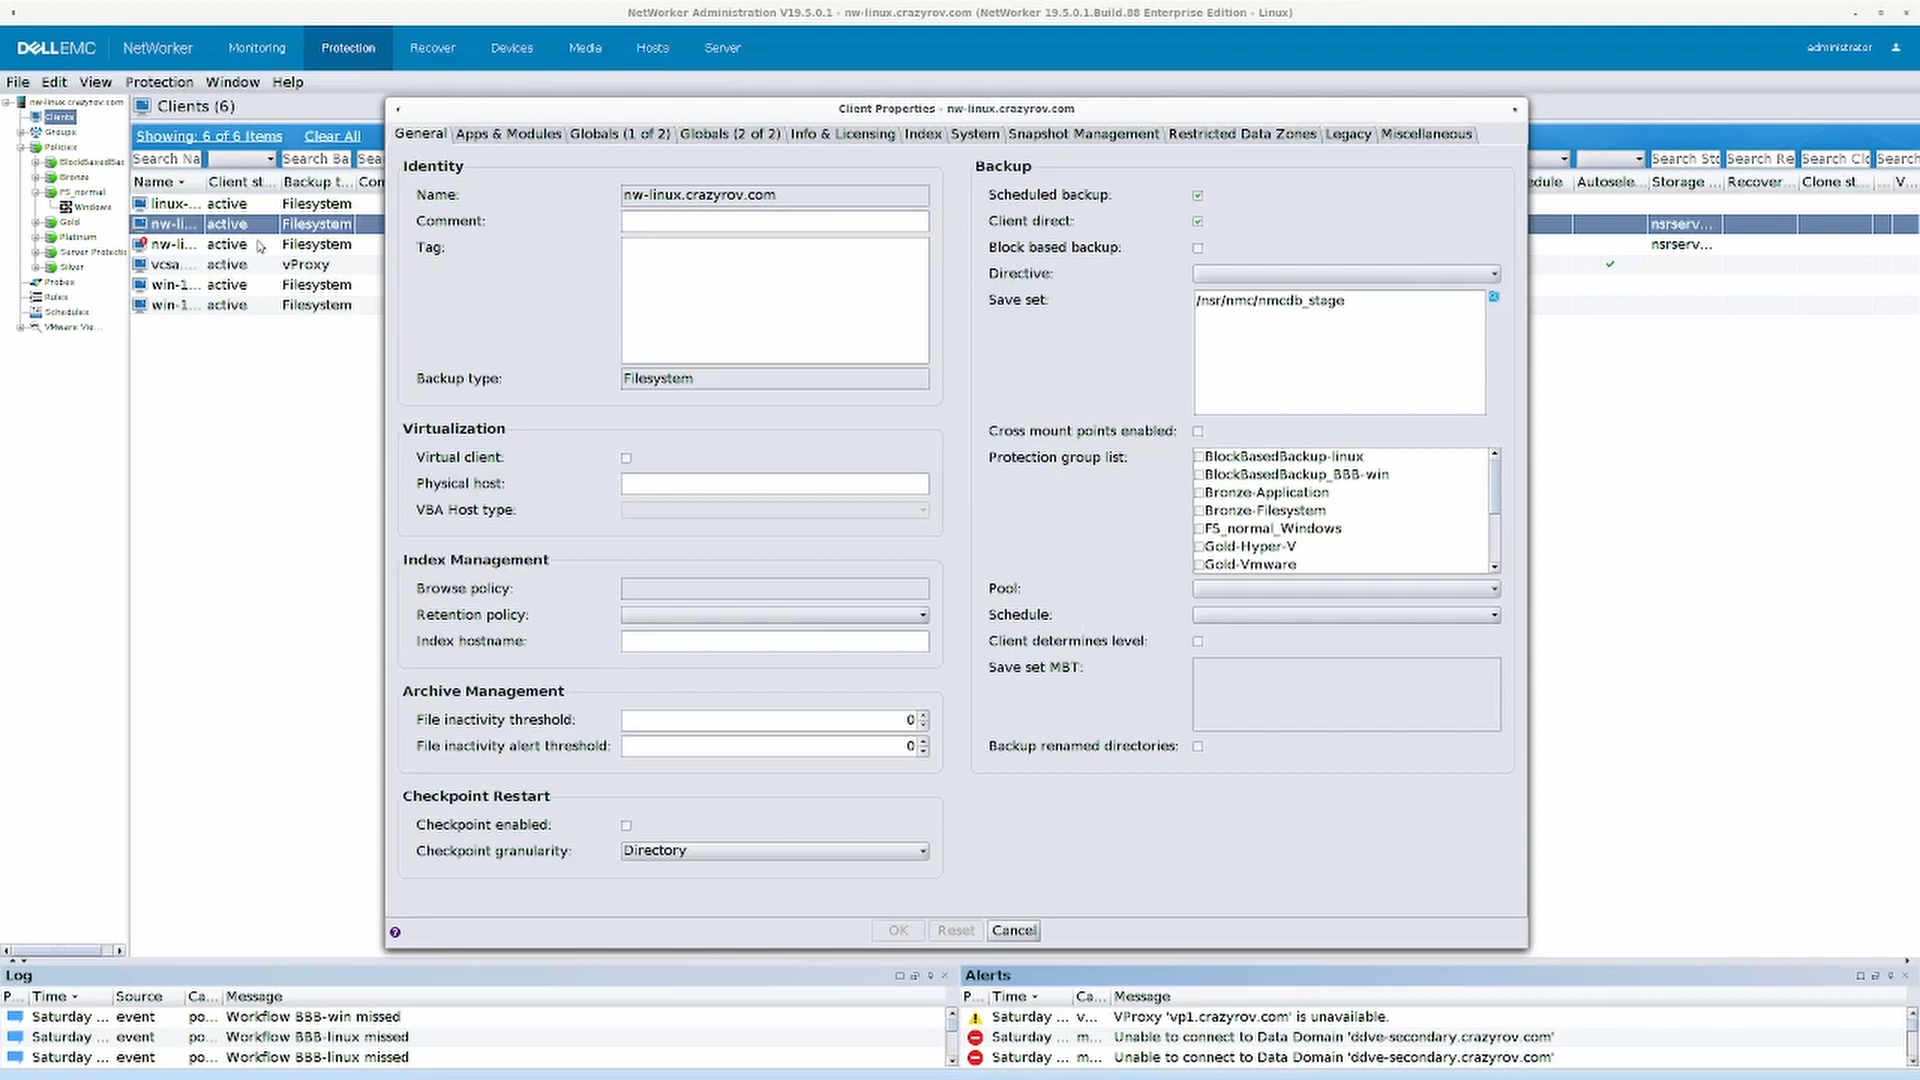 NetWorker Administration V19.5.0.1 - nw-linux.crazyrov.com (NetWorker 19.5.0.1.Build.88 Enterprise Edition - Linux)
DELLEMC NetWorker Monitoring Protection Recover Devices Media Hosts Server administrator
File Edit View Protection Window Help
nw-linux.crazyrov.com
Clients
Groups
Policies
BlockBasedBac
Bronze
FS_normal
Windows
Gold
Platinum
Server Protectio
Silver
Probes
Rules
Schedules
VMware Vie...
Clients (6)
Showing: 6 of 6 Items Clear All
Search Na Search Ba Sea Search Sto Search Re Search Clo Search
Name Client st... Backup t... Con edule Autosele... Storage ... Recover... Clone st... ... V...
linux-... active Filesystem
nw-li... active Filesystem nsrserv...
nw-li... active Filesystem nsrserv...
vcsa.... active vProxy
win-1... active Filesystem
win-1... active Filesystem
Client Properties - nw-linux.crazyrov.com
General Apps & Modules Globals (1 of 2) Globals (2 of 2) Info & Licensing Index System Snapshot Management Restricted Data Zones Legacy Miscellaneous
Identity
Name: nw-linux.crazyrov.com
Comment:
Tag:
Backup type: Filesystem
Virtualization
Virtual client:
Physical host:
VBA Host type:
Index Management
Browse policy:
Retention policy:
Index hostname:
Archive Management
File inactivity threshold: 0
File inactivity alert threshold: 0
Checkpoint Restart
Checkpoint enabled:
Checkpoint granularity: Directory
Backup
Scheduled backup:
Client direct:
Block based backup:
Directive:
Save set: /nsr/nmc/nmcdb_stage
Cross mount points enabled:
Protection group list: BlockBasedBackup-linux
BlockBasedBackup_BBB-win
Bronze-Application
Bronze-Filesystem
FS_normal_Windows
Gold-Hyper-V
Gold-Vmware
Pool:
Schedule:
Client determines level:
Save set MBT:
Backup renamed directories:
OK Reset Cancel
Log
P... Time Source Ca... Message
Saturday ... event po... Workflow BBB-win missed
Saturday ... event po... Workflow BBB-linux missed
Saturday ... event po... Workflow BBB-linux missed
Alerts
P... Time Ca... Message
Saturday ... v... VProxy 'vp1.crazyrov.com' is unavailable.
Saturday ... m... Unable to connect to Data Domain 'ddve-secondary.crazyrov.com'
Saturday ... m... Unable to connect to Data Domain 'ddve-secondary.crazyrov.com'